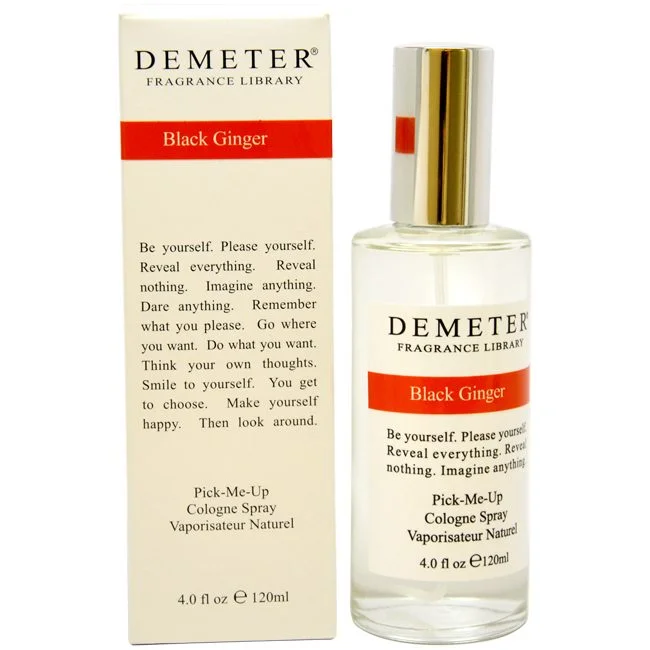 DEMETER®
FRAGRANCE LIBRARY
Black Ginger
Be yourself. Please yourself.
Reveal everything. Reveal
nothing. Imagine anything.
Dare anything. Remember
what you please. Go where
you want. Do what you want.
Think your own thoughts.
Smile to yourself. You get
to choose. Make yourself
happy. Then look around.
Pick-Me-Up
Cologne Spray
Vaporisateur Naturel
4.0 fl oz ℮ 120ml
DEMETER®
FRAGRANCE LIBRARY
Black Ginger
Be yourself. Please yourself.
Reveal everything. Reveal
nothing. Imagine anything.
Pick-Me-Up
Cologne Spray
Vaporisateur Naturel
4.0 fl oz ℮120ml